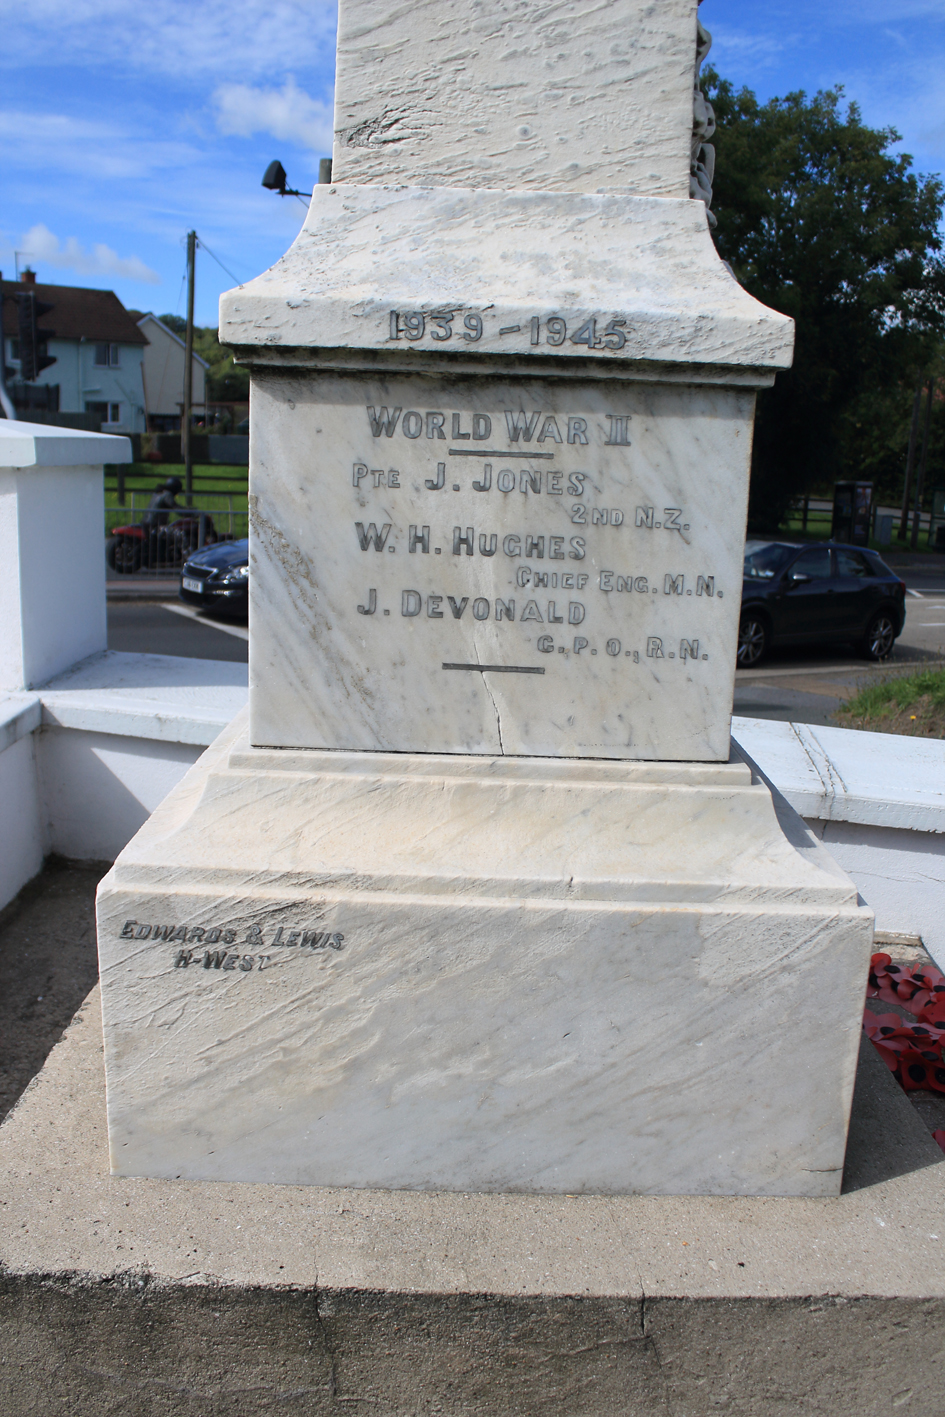 1939 - 1945
WORLD WAR II
PTE J. JONES
2ND N.Z.
W. H. HUGHES
CHIEF ENG. M.N.
J. DEVONALD
C.P.O., R.N.
EDWARDS & LEWIS
H-WEST